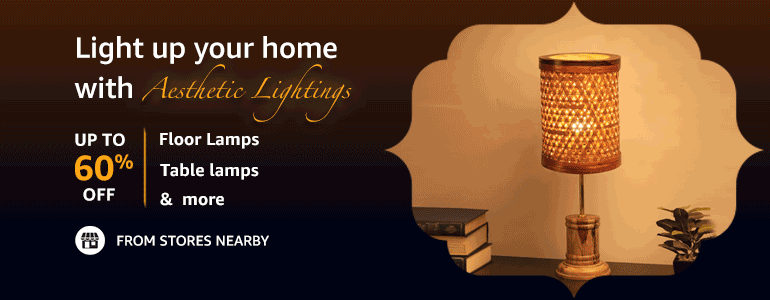 Light up your home
with Aesthetic Lightings
UP TO
60%
OFF
Floor Lamps
Table lamps
& more
FROM STORES NEARBY